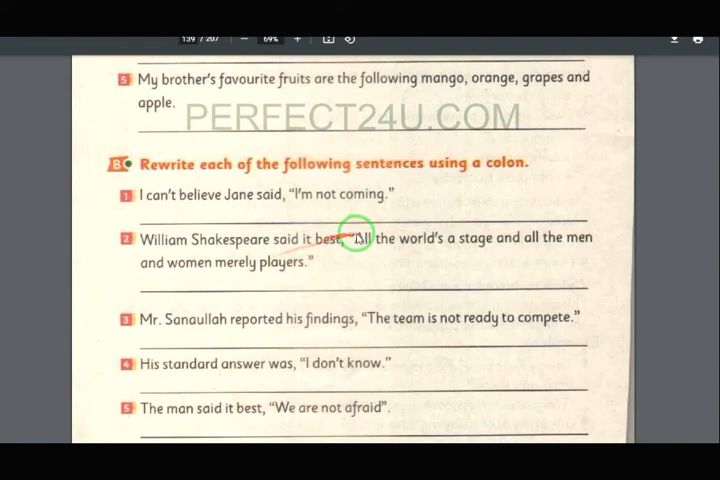 139 / 207 — 69% +
5 My brother's favourite fruits are the following mango, orange, grapes and
apple.
PERFECT24U.COM
B Rewrite each of the following sentences using a colon.
1 I can't believe Jane said, “I'm not coming.”
2 William Shakespeare said it best, “All the world's a stage and all the men
and women merely players.”
3 Mr. Sanaullah reported his findings, “The team is not ready to compete.”
4 His standard answer was, “I don't know.”
5 The man said it best, “We are not afraid”.